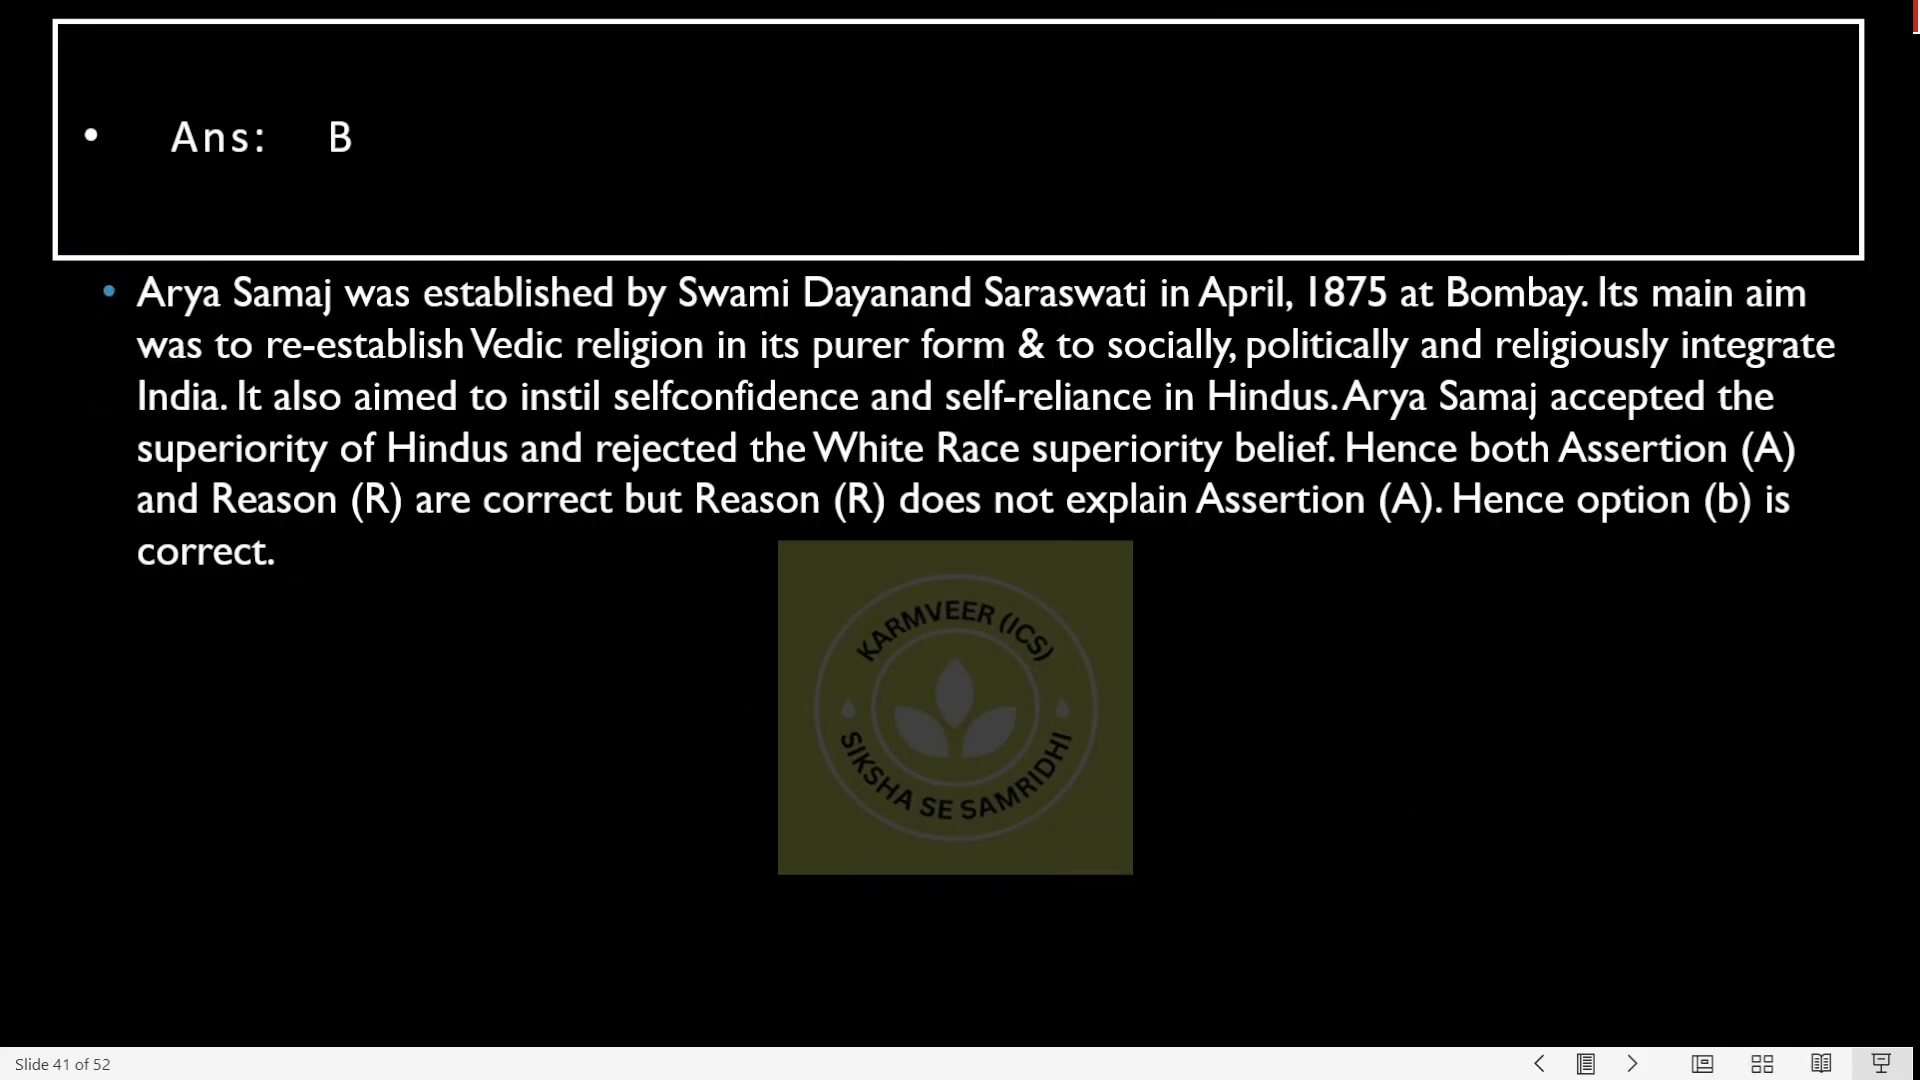 • Ans: B
• Arya Samaj was established by Swami Dayanand Saraswati in April, 1875 at Bombay. Its main aim
was to re-establish Vedic religion in its purer form & to socially, politically and religiously integrate
India. It also aimed to instil selfconfidence and self-reliance in Hindus. Arya Samaj accepted the
superiority of Hindus and rejected the White Race superiority belief. Hence both Assertion (A)
and Reason (R) are correct but Reason (R) does not explain Assertion (A). Hence option (b) is
correct.
KARMVEER (ICS)
SIKSHA SE SAMRIDHI
Slide 41 of 52